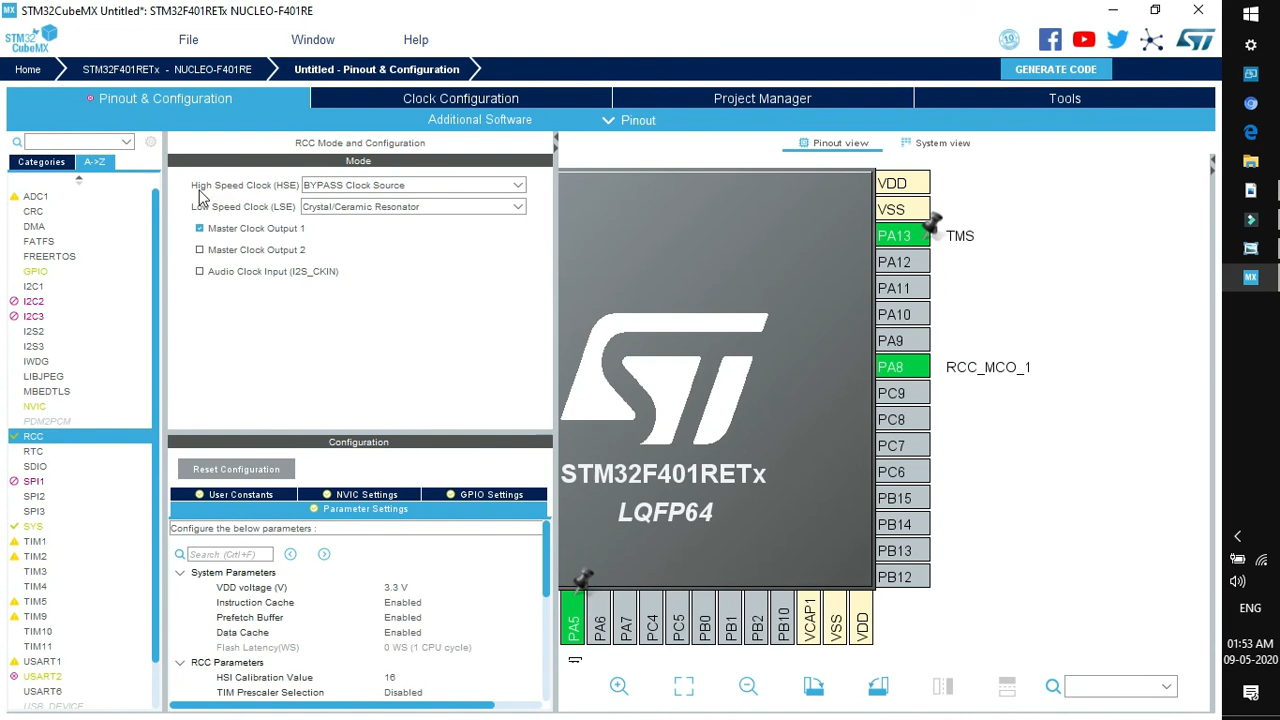 MX STM32CubeMX Untitled*: STM32F401RETx NUCLEO-F401RE
STM32
CubeMX
File
Window
Help
10
Home
STM32F401RETx - NUCLEO-F401RE
Untitled - Pinout & Configuration
GENERATE CODE
Pinout & Configuration
Clock Configuration
Project Manager
Tools
Additional Software
Pinout
Categories
A->Z
ADC1
CRC
DMA
FATFS
FREERTOS
GPIO
I2C1
I2C2
I2C3
I2S2
I2S3
IWDG
LIBJPEG
MBEDTLS
NVIC
PDM2PCM
RCC
RTC
SDIO
SPI1
SPI2
SPI3
SYS
TIM1
TIM2
TIM3
TIM4
TIM5
TIM9
TIM10
TIM11
USART1
USART2
USART6
USB_DEVICE
RCC Mode and Configuration
Mode
High Speed Clock (HSE) BYPASS Clock Source
Low Speed Clock (LSE) Crystal/Ceramic Resonator
Master Clock Output 1
Master Clock Output 2
Audio Clock Input (I2S_CKIN)
Configuration
Reset Configuration
User Constants
NVIC Settings
GPIO Settings
Parameter Settings
Configure the below parameters :
Search (Crtl+F)
System Parameters
VDD voltage (V) 3.3 V
Instruction Cache Enabled
Prefetch Buffer Enabled
Data Cache Enabled
Flash Latency(WS) 0 WS (1 CPU cycle)
RCC Parameters
HSI Calibration Value 16
TIM Prescaler Selection Disabled
Pinout view
System view
VDD
VSS
PA13 TMS
PA12
PA11
PA10
PA9
PA8 RCC_MCO_1
PC9
PC8
PC7
PC6
PB15
PB14
PB13
PB12
STM32F401RETx
LQFP64
PA5
PA6
PA7
PC4
PC5
PB0
PB1
PB2
PB10
VCAP1
VSS
VDD
MX
ENG
01:53 AM
09-05-2020